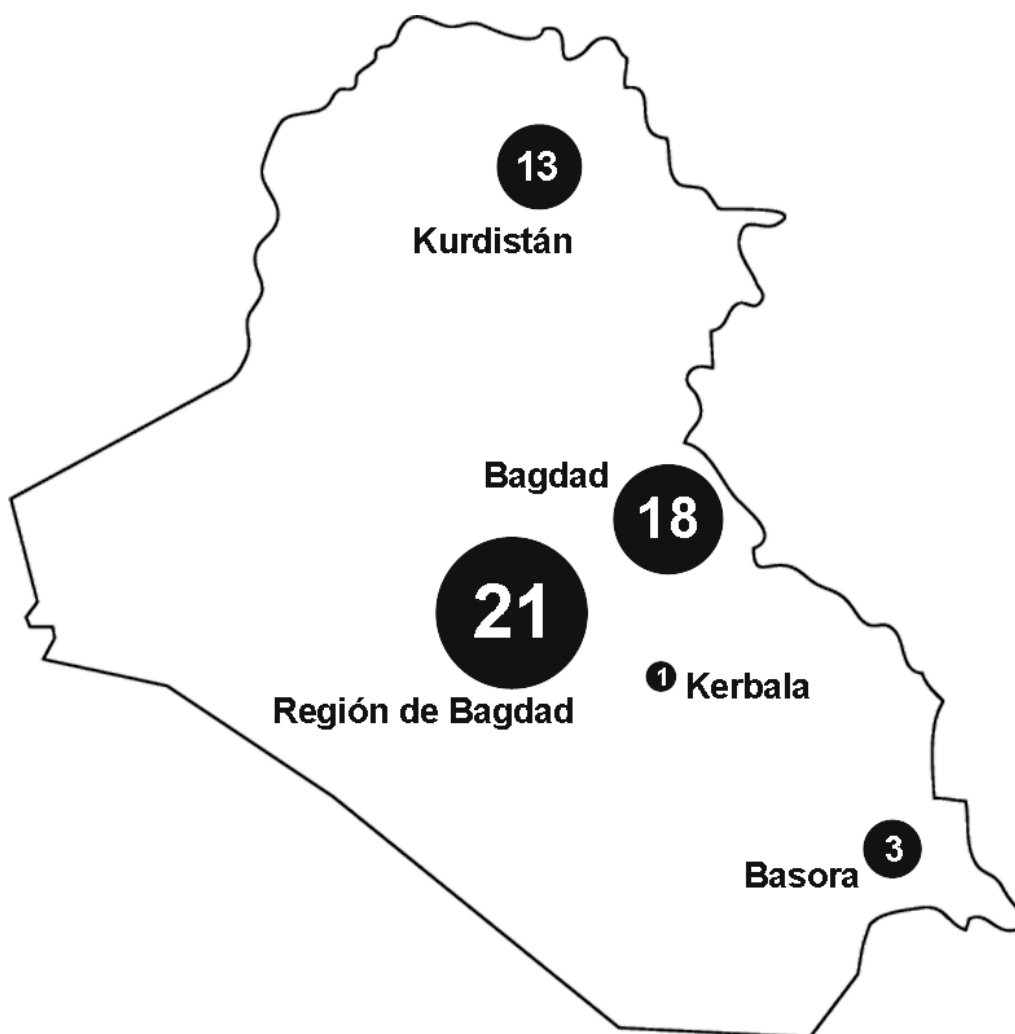 13
Kurdistán
Bagdad
18
21
Región de Bagdad
1
Kerbala
3
Basora